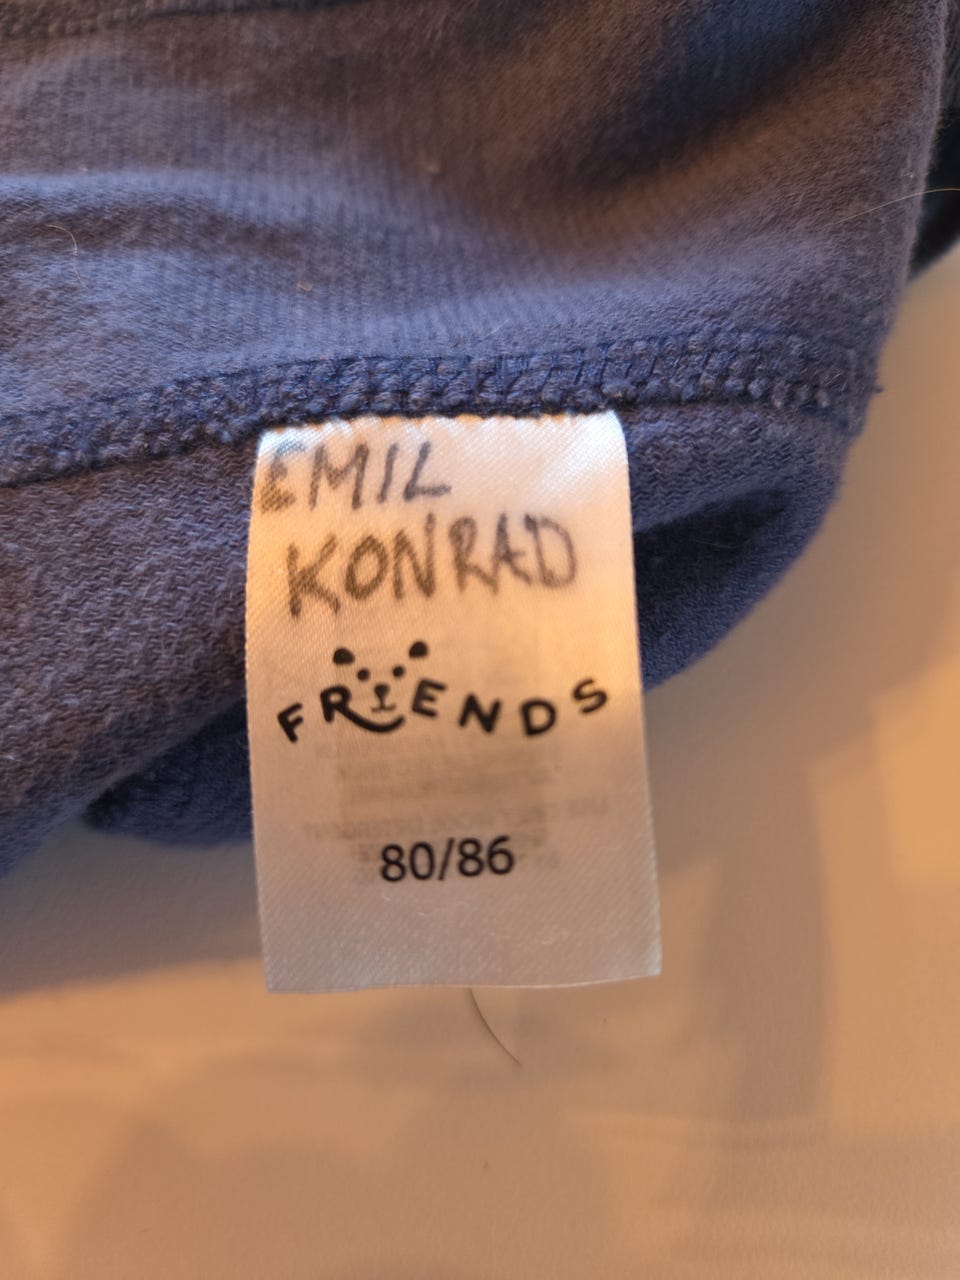 EMIL
KONRAD
FRIENDS
80/86